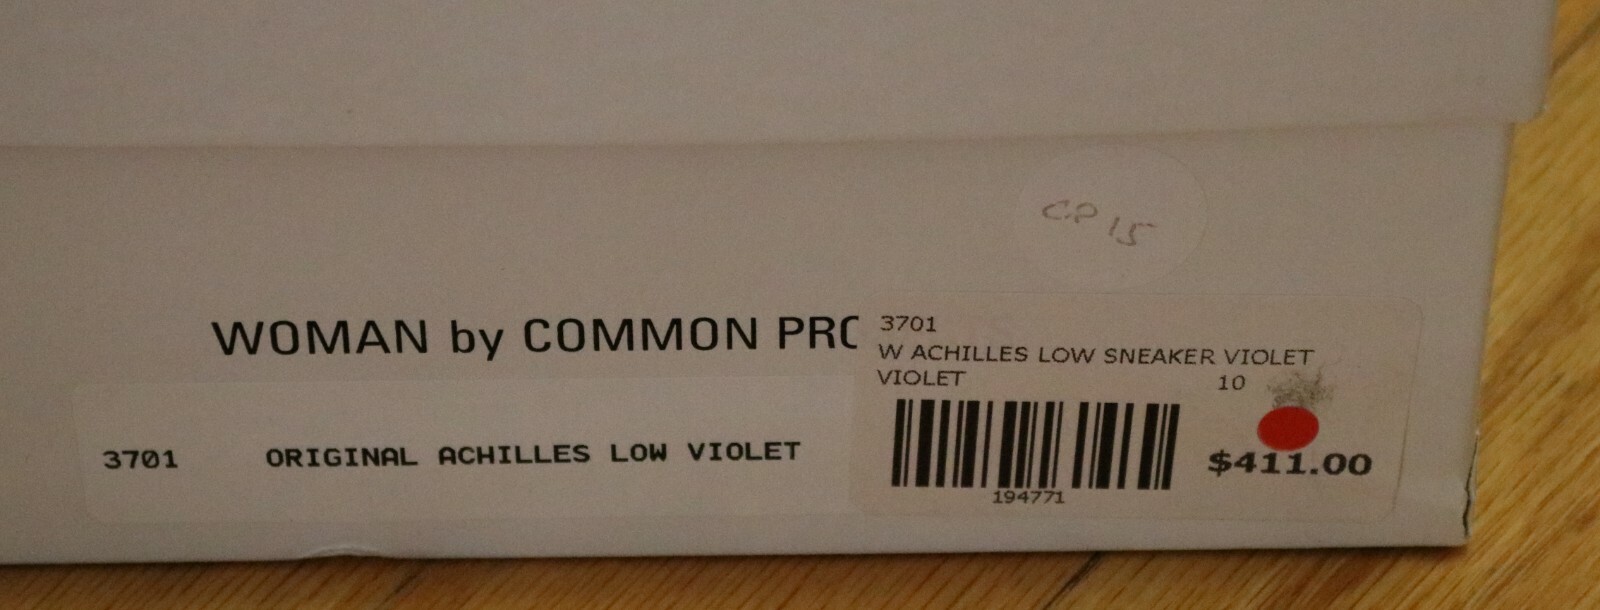 CP 15
WOMAN by COMMON PRO
3701
W ACHILLES LOW SNEAKER VIOLET
VIOLET 10
3701 ORIGINAL ACHILLES LOW VIOLET
$411.00
194771